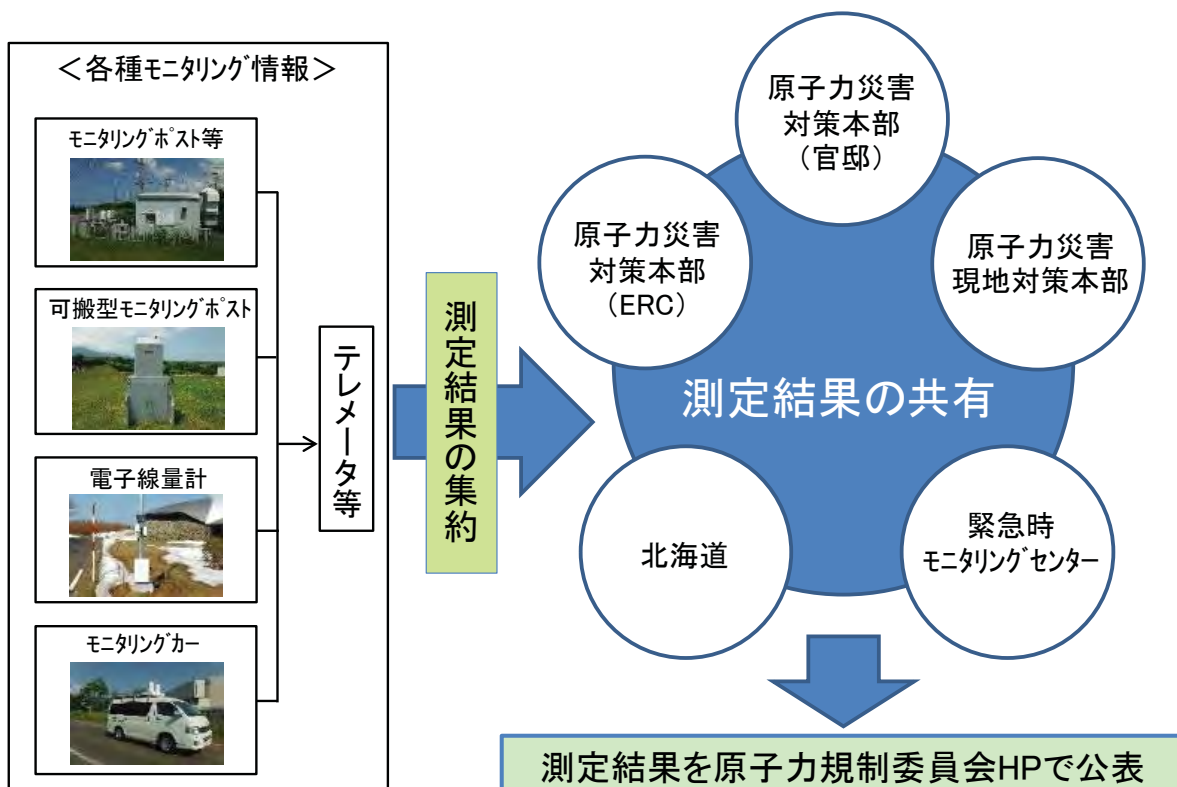 <各種モニタリング情報>
モニタリングポスト等
可搬型モニタリングポスト
電子線量計
モニタリングカー
テレメータ等
測定結果の集約
原子力災害
対策本部
(官邸)
原子力災害
対策本部
(ERC)
原子力災害
現地対策本部
測定結果の共有
北海道
緊急時
モニタリングセンター
測定結果を原子力規制委員会HPで公表